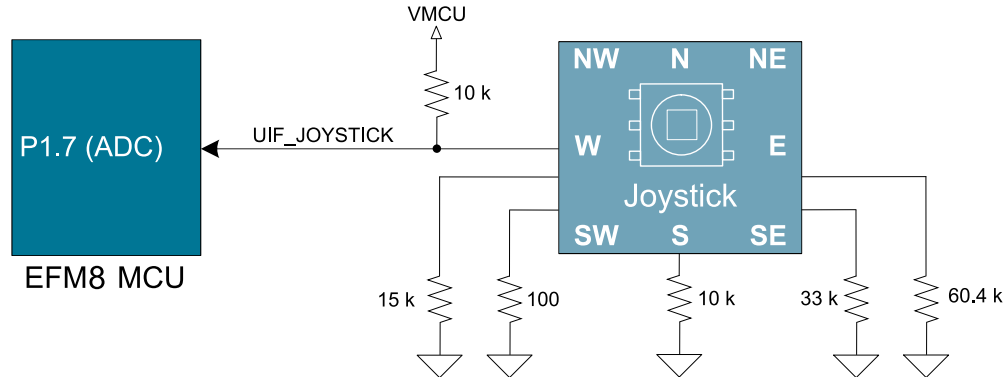 VMCU
10 k
NW N NE
P1.7 (ADC)
UIF_JOYSTICK
W E
Joystick
SW S SE
EFM8 MCU
15 k
100
10 k
33 k
60.4 k